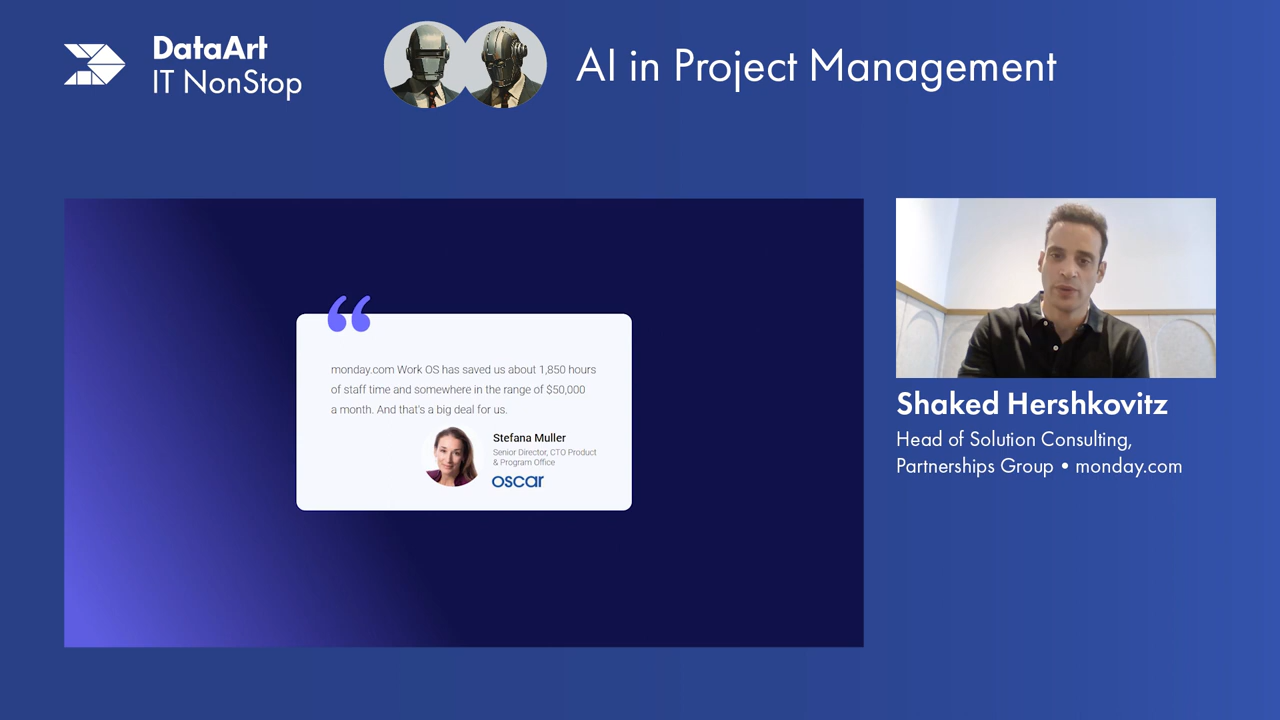 DataArt
IT NonStop
AI in Project Management
“
monday.com Work OS has saved us about 1,850 hours
of staff time and somewhere in the range of $50,000
a month. And that's a big deal for us.
Stefana Muller
Senior Director, CTO Product
& Program Office
oscar
Shaked Hershkovitz
Head of Solution Consulting,
Partnerships Group • monday.com